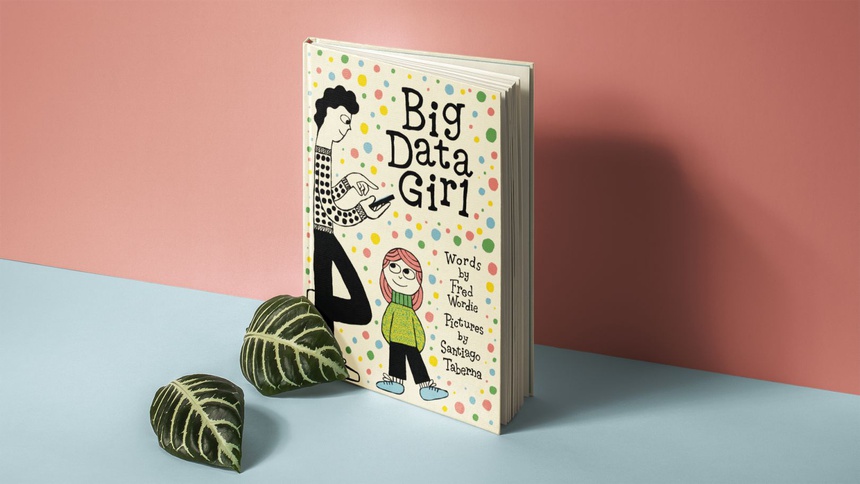 Big
Data
Girl
Words
by
Fred
Wordie
Pictures
by
Santiago
Taberna